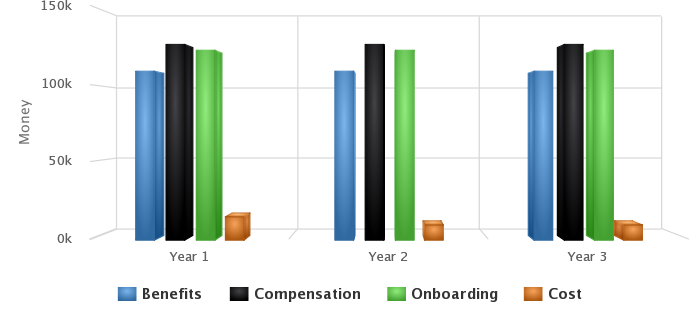 150k
100k
Money
50k
0k
Year 1 Year 2 Year 3
Benefits Compensation Onboarding Cost